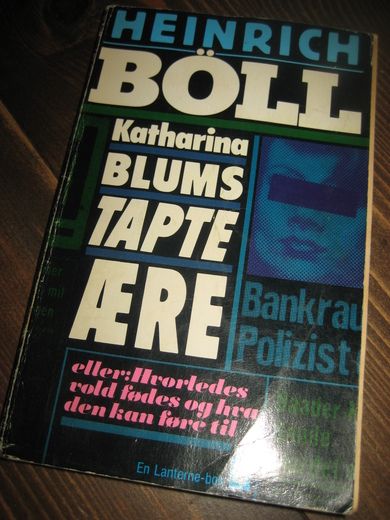 HEINRICH
BÖLL
Katharina
BLUMS
TAPTE
ÆRE
Bankrau
Polizist
eller: Hvorledes
vold fødes og hva
den kan føre til
En Lanterne-bok